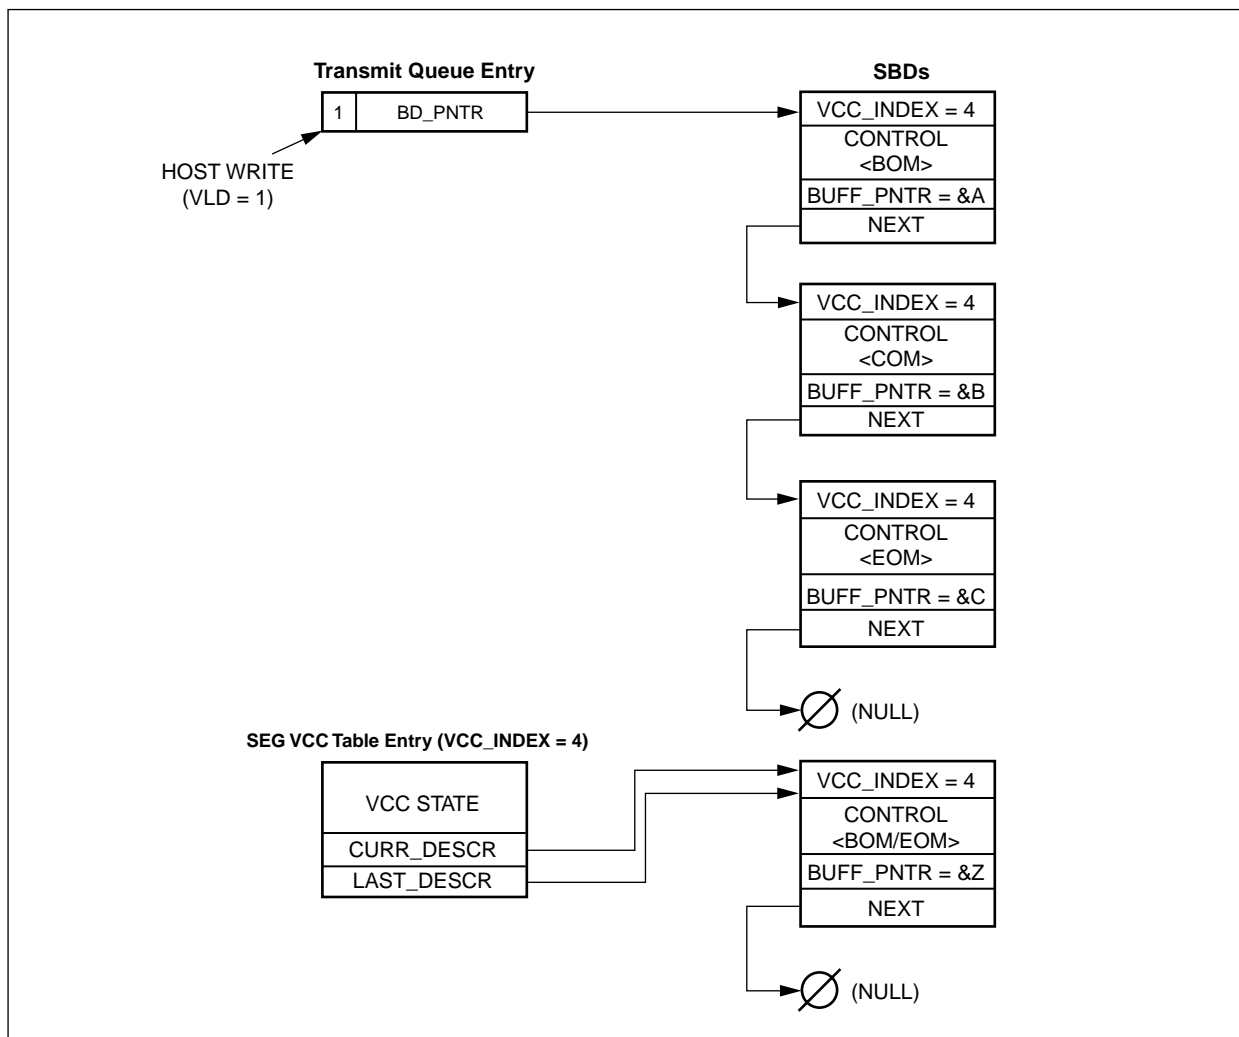 Transmit Queue Entry
SBDs
1
BD_PNTR
HOST WRITE
(VLD = 1)
VCC_INDEX = 4
CONTROL
<BOM>
BUFF_PNTR = &A
NEXT
VCC_INDEX = 4
CONTROL
<COM>
BUFF_PNTR = &B
NEXT
VCC_INDEX = 4
CONTROL
<EOM>
BUFF_PNTR = &C
NEXT
(NULL)
SEG VCC Table Entry (VCC_INDEX = 4)
VCC STATE
CURR_DESCR
LAST_DESCR
VCC_INDEX = 4
CONTROL
<BOM/EOM>
BUFF_PNTR = &Z
NEXT
(NULL)